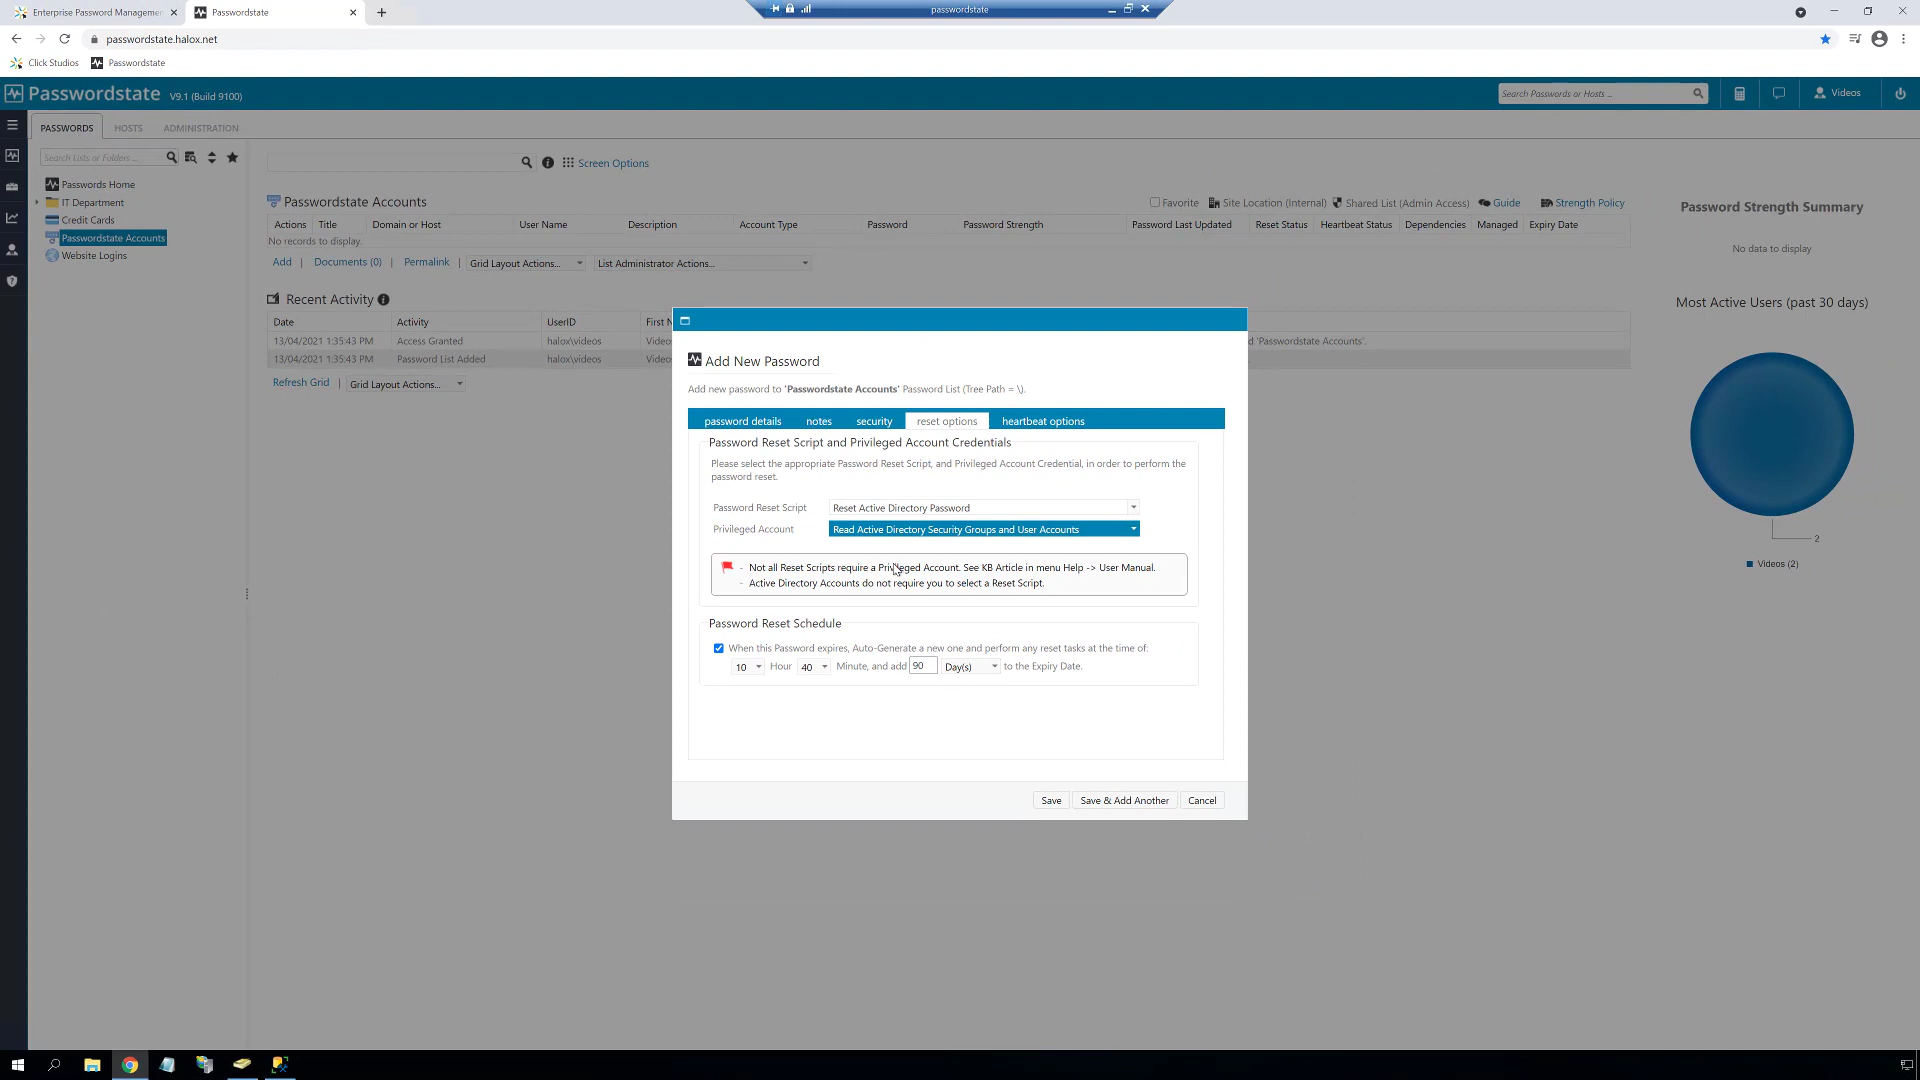 Enterprise Password Managemen
Passwordstate
passwordstate
passwordstate.halox.net
Click Studios
Passwordstate
Passwordstate V9.1 (Build 9100)
Search Passwords or Hosts ...
Videos
PASSWORDS
HOSTS
ADMINISTRATION
Search Lists or Folders ...
Passwords Home
IT Department
Credit Cards
Passwordstate Accounts
Website Logins
Screen Options
Passwordstate Accounts
Favorite
Site Location (Internal)
Shared List (Admin Access)
Guide
Strength Policy
Actions Title Domain or Host User Name Description Account Type Password Password Strength Password Last Updated Reset Status Heartbeat Status Dependencies Managed Expiry Date
No records to display.
Add | Documents (0) | Permalink | Grid Layout Actions... List Administrator Actions...
Recent Activity
Date Activity UserID First N
13/04/2021 1:35:43 PM Access Granted halox\videos Videos d 'Passwordstate Accounts'.
13/04/2021 1:35:43 PM Password List Added halox\videos Videos
Refresh Grid Grid Layout Actions...
Password Strength Summary
No data to display
Most Active Users (past 30 days)
2
Videos (2)
Add New Password
Add new password to 'Passwordstate Accounts' Password List (Tree Path = \).
password details notes security reset options heartbeat options
Password Reset Script and Privileged Account Credentials
Please select the appropriate Password Reset Script, and Privileged Account Credential, in order to perform the
password reset.
Password Reset Script Reset Active Directory Password
Privileged Account Read Active Directory Security Groups and User Accounts
- Not all Reset Scripts require a Privileged Account. See KB Article in menu Help -> User Manual.
- Active Directory Accounts do not require you to select a Reset Script.
Password Reset Schedule
When this Password expires, Auto-Generate a new one and perform any reset tasks at the time of:
10 Hour 40 Minute, and add 90 Day(s) to the Expiry Date.
Save
Save & Add Another
Cancel